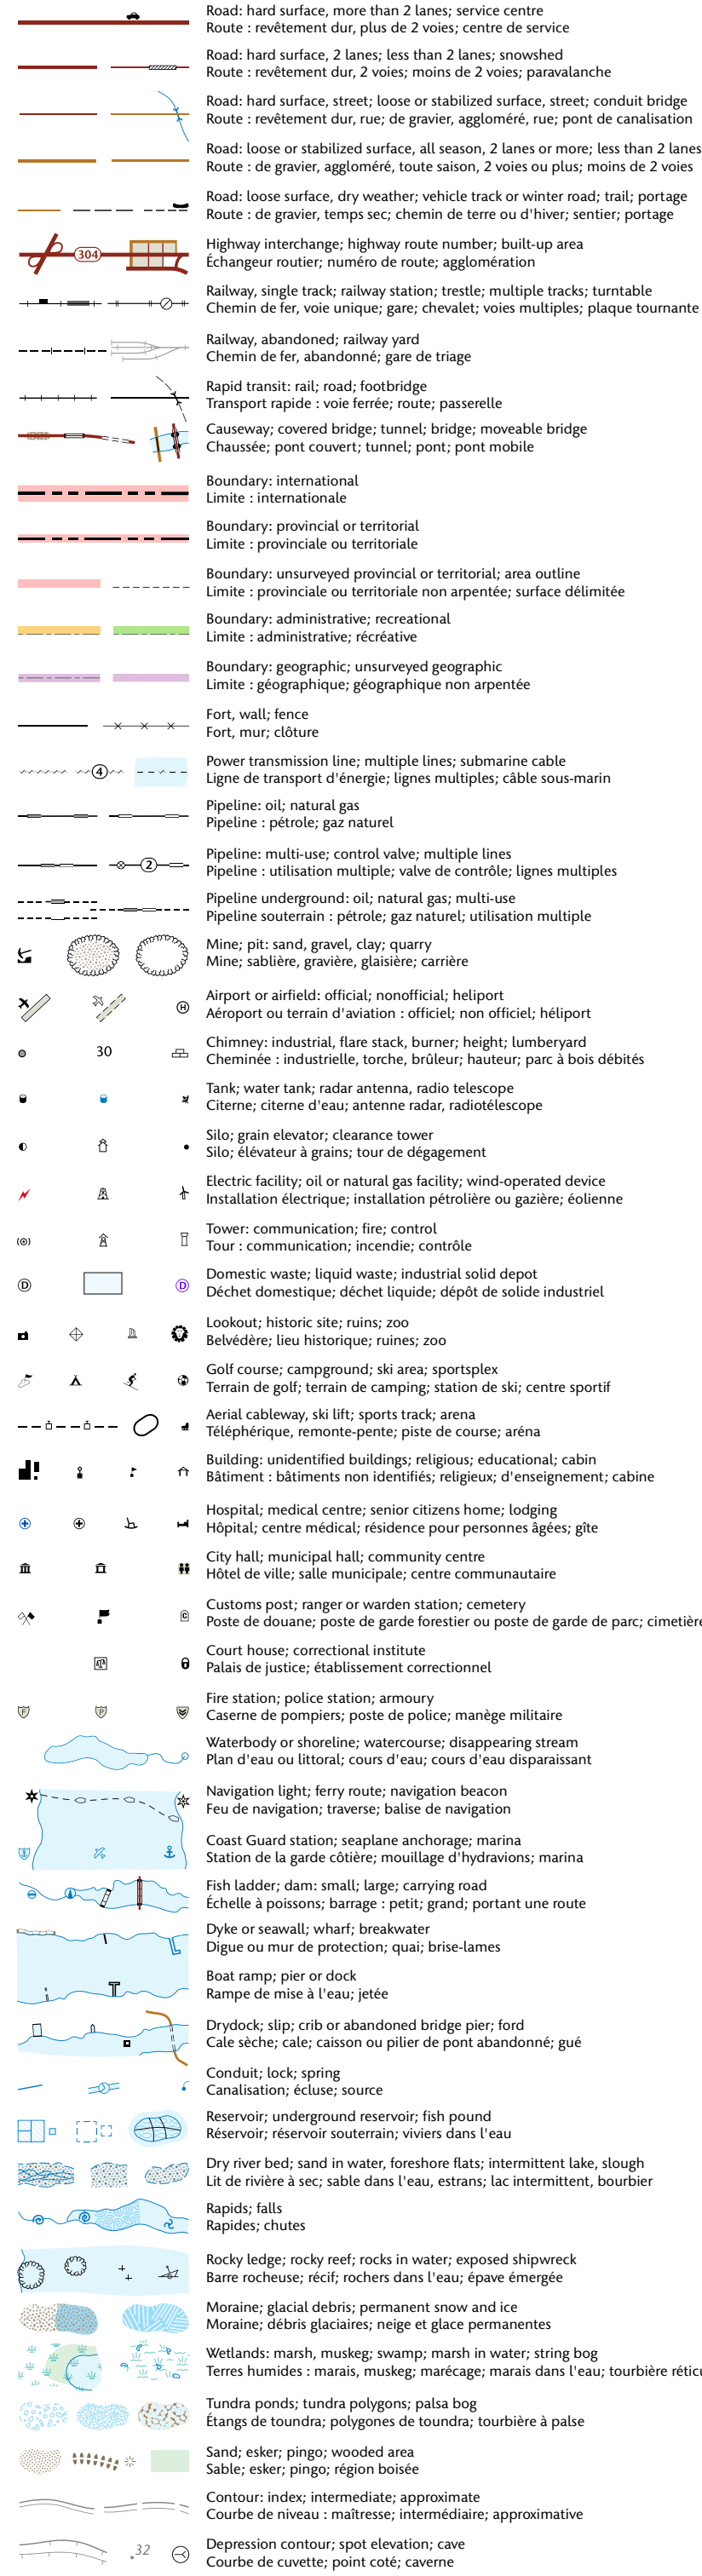 Road: hard surface, more than 2 lanes; service centre
Route : revêtement dur, plus de 2 voies; centre de service
Road: hard surface, 2 lanes; less than 2 lanes; snowshed
Route : revêtement dur, 2 voies; moins de 2 voies; paravalanche
Road: hard surface, street; loose or stabilized surface, street; conduit bridge
Route : revêtement dur, rue; de gravier, aggloméré, rue; pont de canalisation
Road: loose or stabilized surface, all season, 2 lanes or more; less than 2 lanes
Route : de gravier, aggloméré, toute saison, 2 voies ou plus; moins de 2 voies
Road: loose surface, dry weather; vehicle track or winter road; trail; portage
Route : de gravier, temps sec; chemin de terre ou d'hiver; sentier; portage
304
Highway interchange; highway route number; built-up area
Échangeur routier; numéro de route; agglomération
Railway, single track; railway station; trestle; multiple tracks; turntable
Chemin de fer, voie unique; gare; chevalet; voies multiples; plaque tournante
Railway, abandoned; railway yard
Chemin de fer, abandonné; gare de triage
Rapid transit: rail; road; footbridge
Transport rapide : voie ferrée; route; passerelle
Causeway; covered bridge; tunnel; bridge; moveable bridge
Chaussée; pont couvert; tunnel; pont; pont mobile
Boundary: international
Limite : internationale
Boundary: provincial or territorial
Limite : provinciale ou territoriale
Boundary: unsurveyed provincial or territorial; area outline
Limite : provinciale ou territoriale non arpentée; surface délimitée
Boundary: administrative; recreational
Limite : administrative; récréative
Boundary: geographic; unsurveyed geographic
Limite : géographique; géographique non arpentée
Fort, wall; fence
Fort, mur; clôture
4
Power transmission line; multiple lines; submarine cable
Ligne de transport d'énergie; lignes multiples; câble sous-marin
Pipeline: oil; natural gas
Pipeline : pétrole; gaz naturel
2
Pipeline: multi-use; control valve; multiple lines
Pipeline : utilisation multiple; valve de contrôle; lignes multiples
Pipeline underground: oil; natural gas; multi-use
Pipeline souterrain : pétrole; gaz naturel; utilisation multiple
Mine; pit: sand, gravel, clay; quarry
Mine; sablière, gravière, glaisière; carrière
H
Airport or airfield: official; nonofficial; heliport
Aéroport ou terrain d'aviation : officiel; non officiel; héliport
30
Chimney: industrial, flare stack, burner; height; lumberyard
Cheminée : industrielle, torche, brûleur; hauteur; parc à bois débités
Tank; water tank; radar antenna, radio telescope
Citerne; citerne d'eau; antenne radar, radiotélescope
Silo; grain elevator; clearance tower
Silo; élévateur à grains; tour de dégagement
Electric facility; oil or natural gas facility; wind-operated device
Installation électrique; installation pétrolière ou gazière; éolienne
Tower: communication; fire; control
Tour : communication; incendie; contrôle
D D
Domestic waste; liquid waste; industrial solid depot
Déchet domestique; déchet liquide; dépôt de solide industriel
Lookout; historic site; ruins; zoo
Belvédère; lieu historique; ruines; zoo
Golf course; campground; ski area; sportsplex
Terrain de golf; terrain de camping; station de ski; centre sportif
Aerial cableway, ski lift; sports track; arena
Téléphérique, remonte-pente; piste de course; aréna
Building: unidentified buildings; religious; educational; cabin
Bâtiment : bâtiments non identifiés; religieux; d'enseignement; cabine
Hospital; medical centre; senior citizens home; lodging
Hôpital; centre médical; résidence pour personnes âgées; gîte
City hall; municipal hall; community centre
Hôtel de ville; salle municipale; centre communautaire
C
Customs post; ranger or warden station; cemetery
Poste de douane; poste de garde forestier ou poste de garde de parc; cimetière
Court house; correctional institute
Palais de justice; établissement correctionnel
F P
Fire station; police station; armoury
Caserne de pompiers; poste de police; manège militaire
Waterbody or shoreline; watercourse; disappearing stream
Plan d'eau ou littoral; cours d'eau; cours d'eau disparaissant
Navigation light; ferry route; navigation beacon
Feu de navigation; traverse; balise de navigation
Coast Guard station; seaplane anchorage; marina
Station de la garde côtière; mouillage d'hydravions; marina
Fish ladder; dam: small; large; carrying road
Échelle à poissons; barrage : petit; grand; portant une route
Dyke or seawall; wharf; breakwater
Digue ou mur de protection; quai; brise-lames
Boat ramp; pier or dock
Rampe de mise à l'eau; jetée
Drydock; slip; crib or abandoned bridge pier; ford
Cale sèche; cale; caisson ou pilier de pont abandonné; gué
Conduit; lock; spring
Canalisation; écluse; source
Reservoir; underground reservoir; fish pound
Réservoir; réservoir souterrain; viviers dans l'eau
Dry river bed; sand in water, foreshore flats; intermittent lake, slough
Lit de rivière à sec; sable dans l'eau, estrans; lac intermittent, bourbier
Rapids; falls
Rapides; chutes
Rocky ledge; rocky reef; rocks in water; exposed shipwreck
Barre rocheuse; récif; rochers dans l'eau; épave émergée
Moraine; glacial debris; permanent snow and ice
Moraine; débris glaciaires; neige et glace permanentes
Wetlands: marsh, muskeg; swamp; marsh in water; string bog
Terres humides : marais, muskeg; marécage; marais dans l'eau; tourbière
Tundra ponds; tundra polygons; palsa bog
Étangs de toundra; polygones de toundra; tourbière à palse
Sand; esker; pingo; wooded area
Sable; esker; pingo; région boisée
Contour: index; intermediate; approximate
Courbe de niveau : maîtresse; intermédiaire; approximative
.32
Depression contour; spot elevation; cave
Courbe de cuvette; point coté; caverne